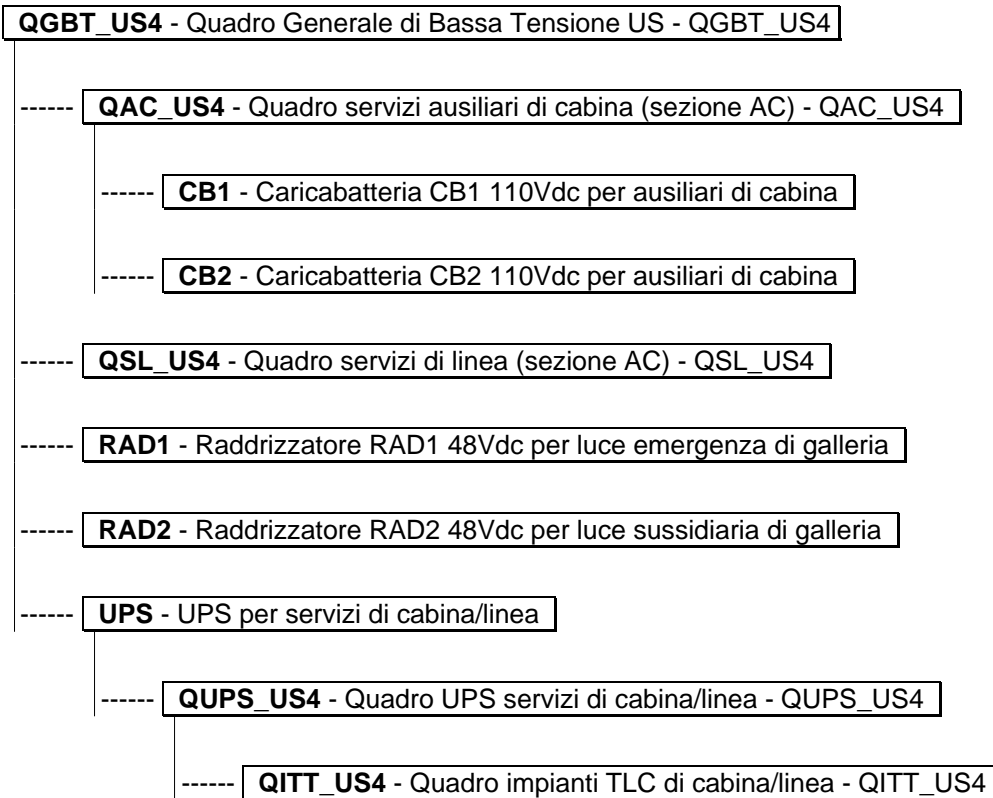 QGBT_US4 - Quadro Generale di Bassa Tensione US - QGBT_US4
------ QAC_US4 - Quadro servizi ausiliari di cabina (sezione AC) - QAC_US4
------ CB1 - Caricabatteria CB1 110Vdc per ausiliari di cabina
------ CB2 - Caricabatteria CB2 110Vdc per ausiliari di cabina
------ QSL_US4 - Quadro servizi di linea (sezione AC) - QSL_US4
------ RAD1 - Raddrizzatore RAD1 48Vdc per luce emergenza di galleria
------ RAD2 - Raddrizzatore RAD2 48Vdc per luce sussidiaria di galleria
------ UPS - UPS per servizi di cabina/linea
------ QUPS_US4 - Quadro UPS servizi di cabina/linea - QUPS_US4
------ QITT_US4 - Quadro impianti TLC di cabina/linea - QITT_US4